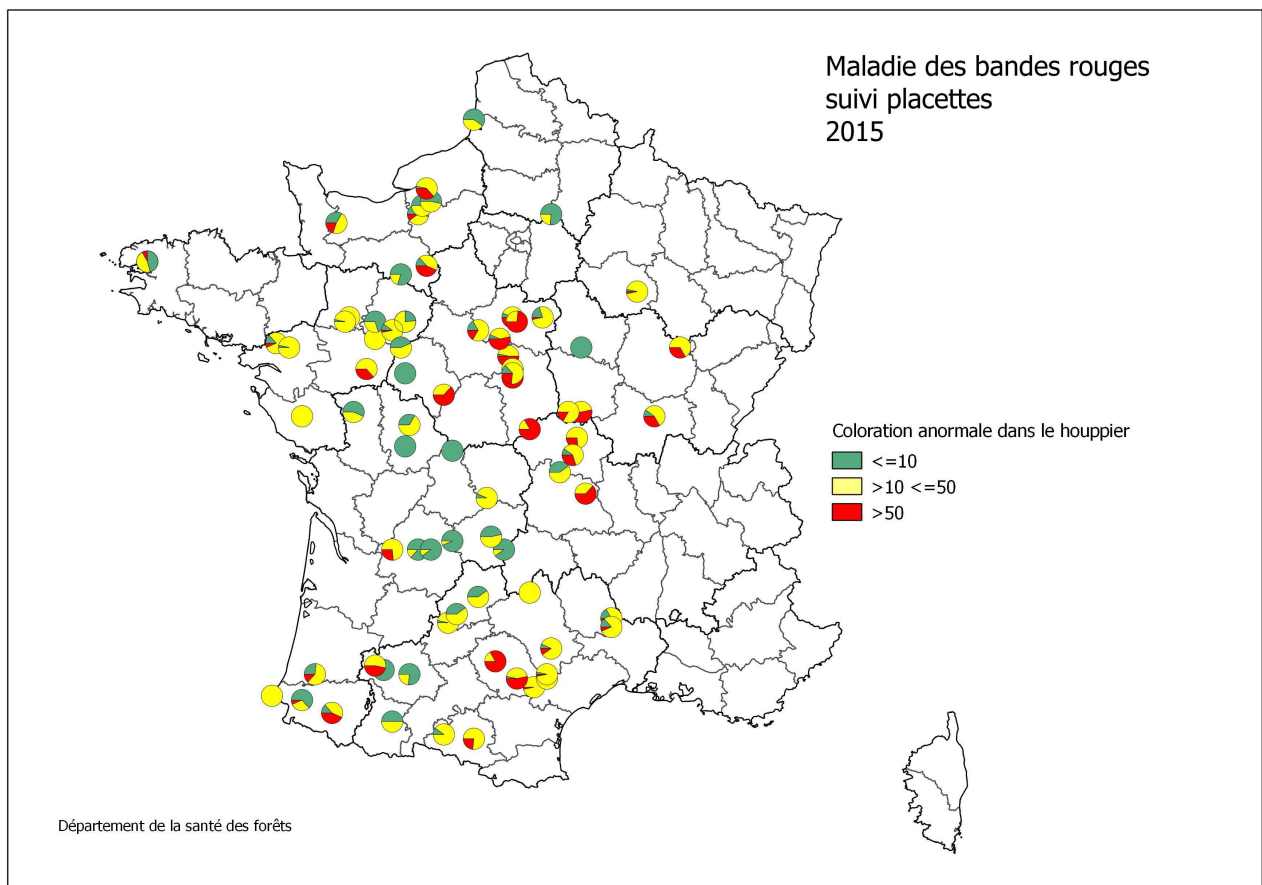 Maladie des bandes rouges
suivi placettes
2015
Coloration anormale dans le houppier
<=10
>10 <=50
>50
Département de la santé des forêts